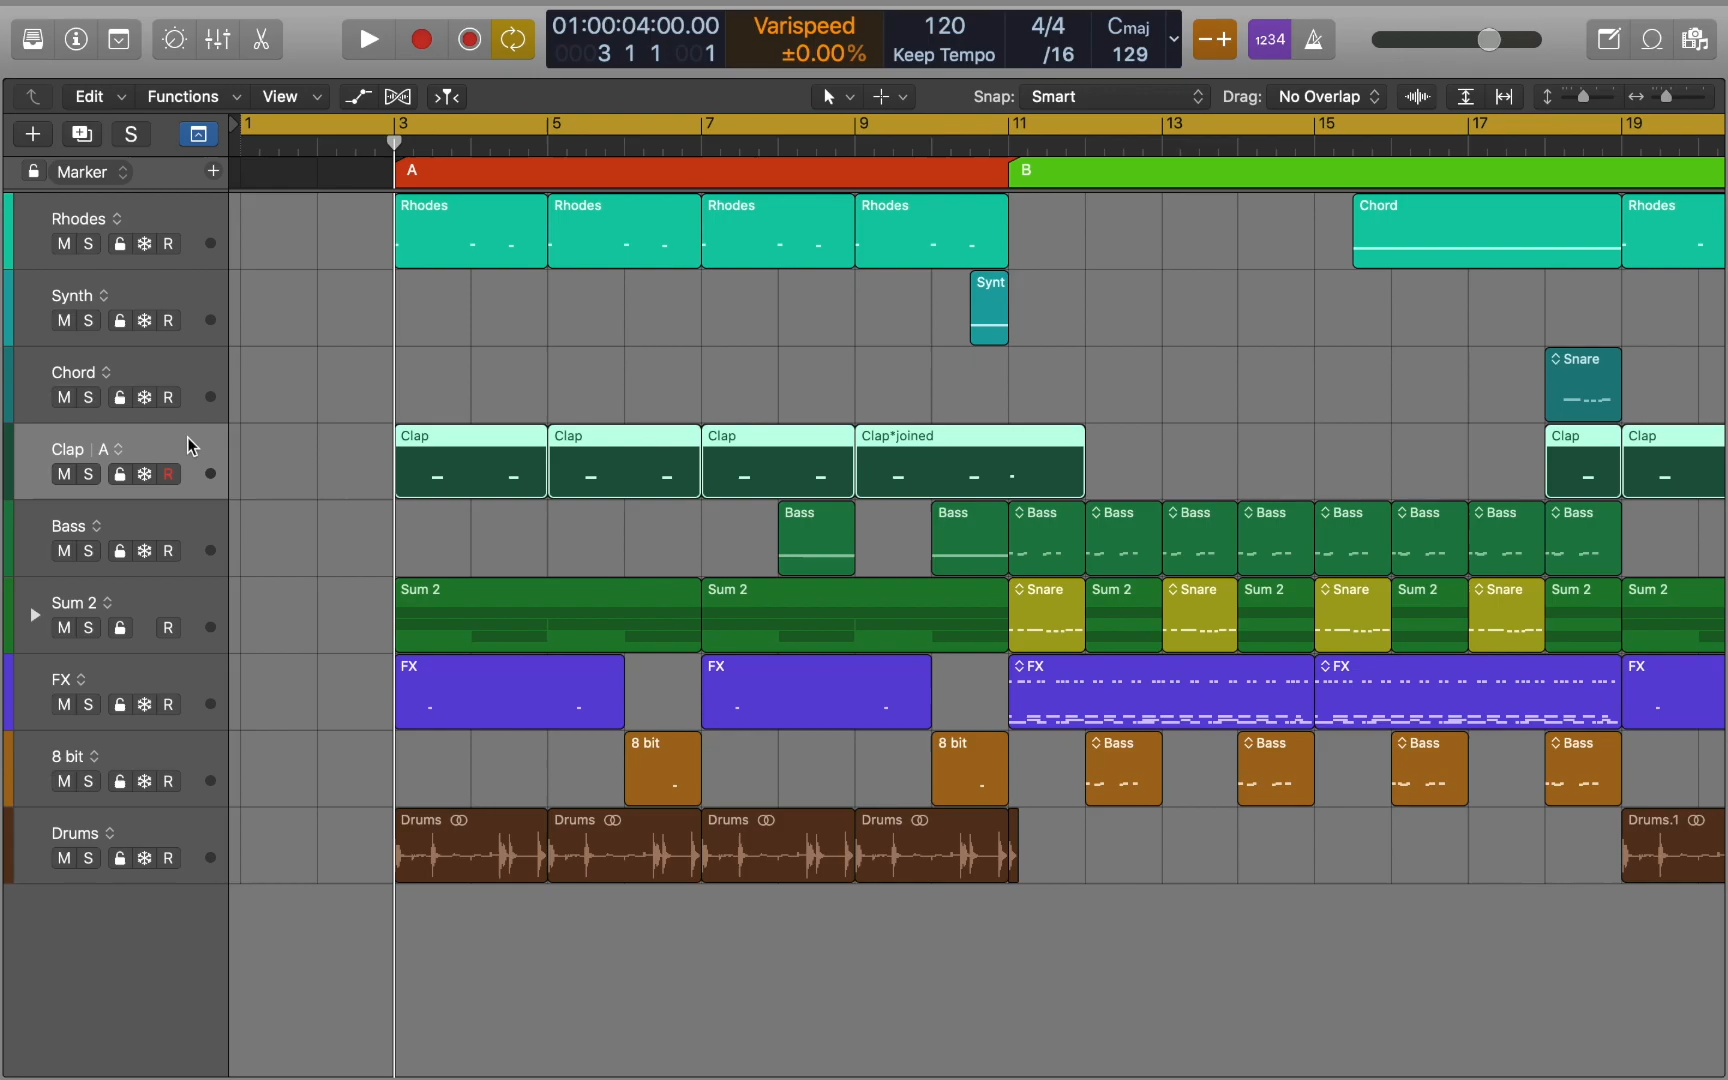 01:00:04:00.00 Varispeed 120 4/4 Cmaj
0003 1 1 001 ±0.00% Keep Tempo /16 129
1234
Edit Functions View Snap: Smart Drag: No Overlap
S
1 3 5 7 9 11 13 15 17 19
Marker A B
Rhodes
M S R
Rhodes Rhodes Rhodes Rhodes Chord Rhodes
Synth
M S R
Synt
Chord
M S R
Snare
Clap | A
M S R
Clap Clap Clap Clap*joined Clap Clap
Bass
M S R
Bass Bass Bass Bass Bass Bass Bass Bass Bass Bass
Sum 2
M S R
Sum 2 Sum 2 Snare Sum 2 Snare Sum 2 Snare Sum 2 Snare Sum 2 Sum 2
FX
M S R
FX FX FX FX FX
8 bit
M S R
8 bit 8 bit Bass Bass Bass Bass
Drums
M S R
Drums Drums Drums Drums Drums.1